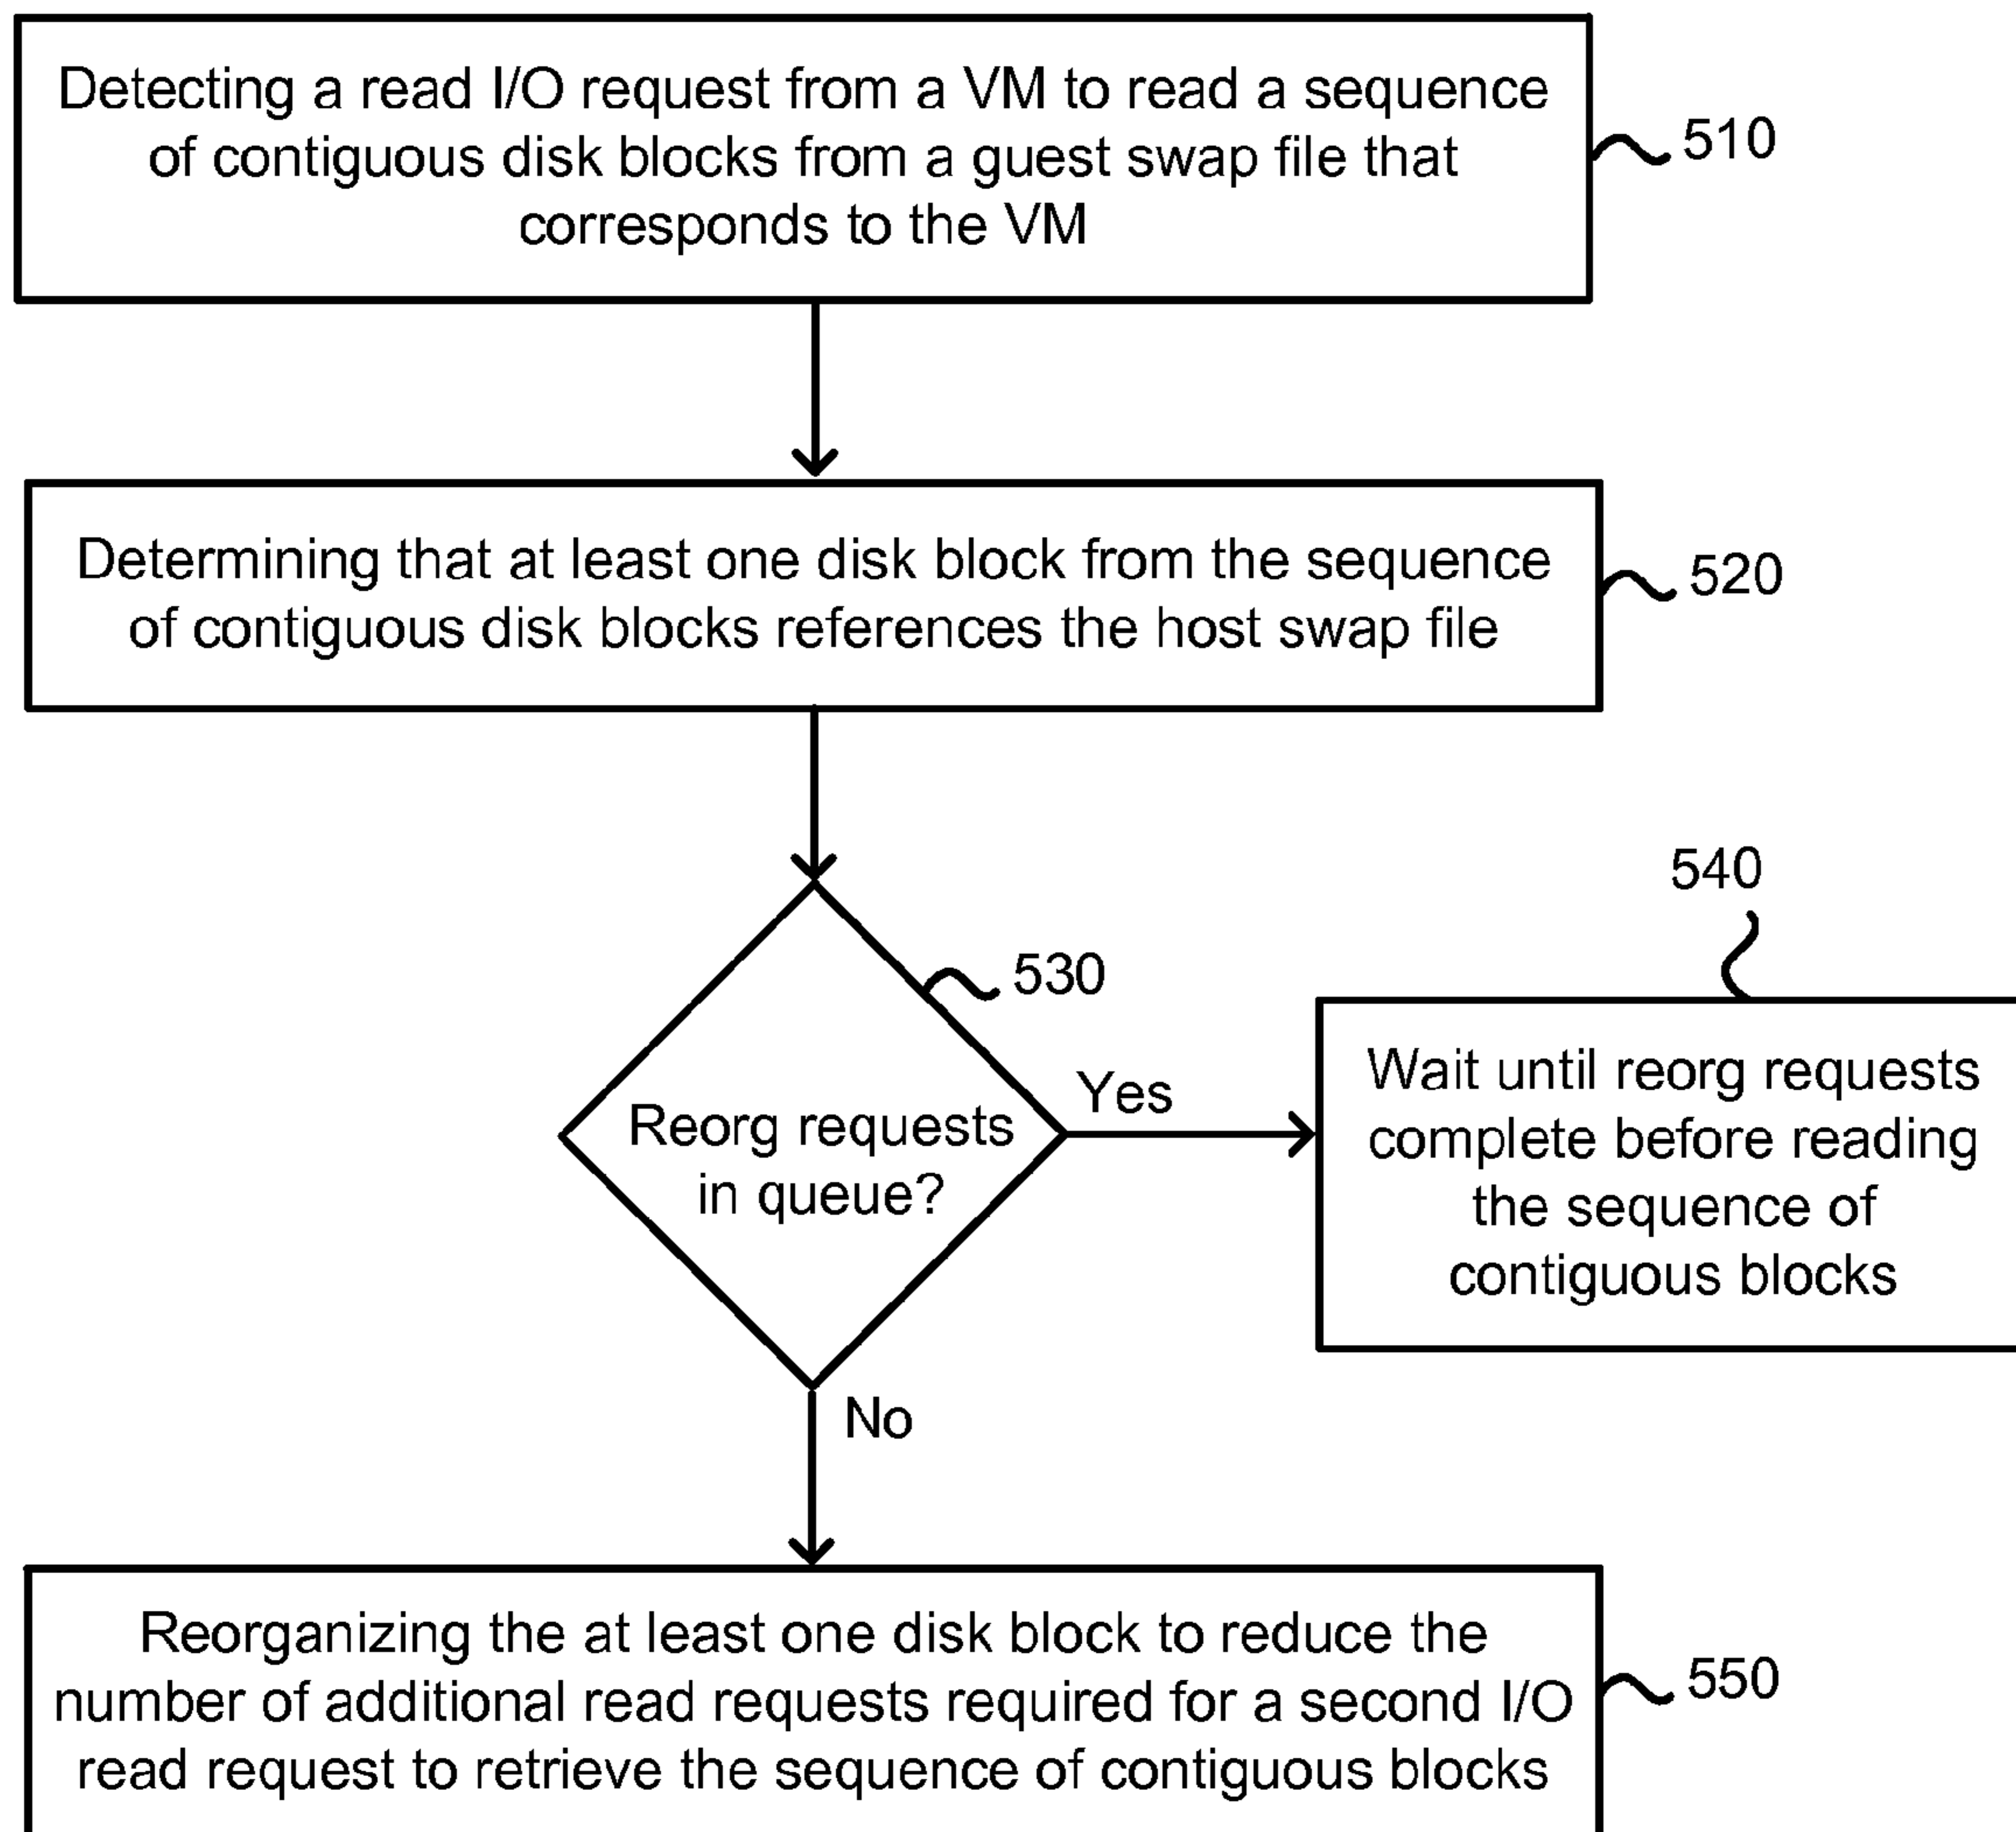 Detecting a read I/O request from a VM to read a sequence
of contiguous disk blocks from a guest swap file that
corresponds to the VM
510
Determining that at least one disk block from the sequence
of contiguous disk blocks references the host swap file
520
530
Reorg requests
in queue?
Yes
540
Wait until reorg requests
complete before reading
the sequence of
contiguous blocks
No
Reorganizing the at least one disk block to reduce the
number of additional read requests required for a second I/O
read request to retrieve the sequence of contiguous blocks
550